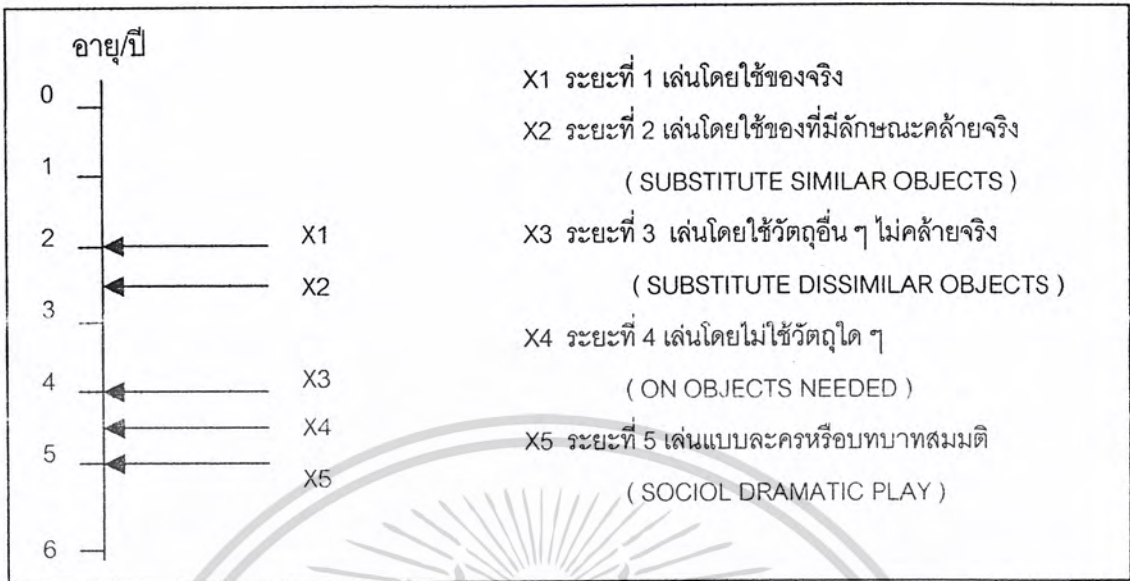 อายุ/ปี
0
1
2
3
4
5
6
X1
X2
X3
X4
X5
X1 ระยะที่ 1 เล่นโดยใช้ของจริง
X2 ระยะที่ 2 เล่นโดยใช้ของที่มีลักษณะคล้ายจริง
( SUBSTITUTE SIMILAR OBJECTS )
X3 ระยะที่ 3 เล่นโดยใช้วัตถุอื่น ๆ ไม่คล้ายจริง
( SUBSTITUTE DISSIMILAR OBJECTS )
X4 ระยะที่ 4 เล่นโดยไม่ใช้วัตถุใด ๆ
( ON OBJECTS NEEDED )
X5 ระยะที่ 5 เล่นแบบละครหรือบทบาทสมมติ
( SOCIOL DRAMATIC PLAY )